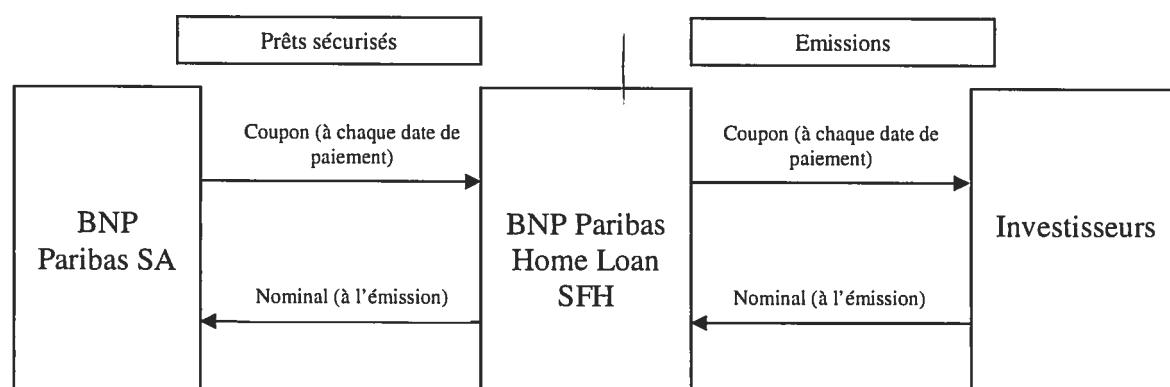 Prêts sécurisés
Emissions
Coupon (à chaque date de
paiement)
Coupon (à chaque date de
paiement)
BNP
Paribas SA
BNP Paribas
Home Loan
SFH
Investisseurs
Nominal (à l'émission)
Nominal (à l'émission)